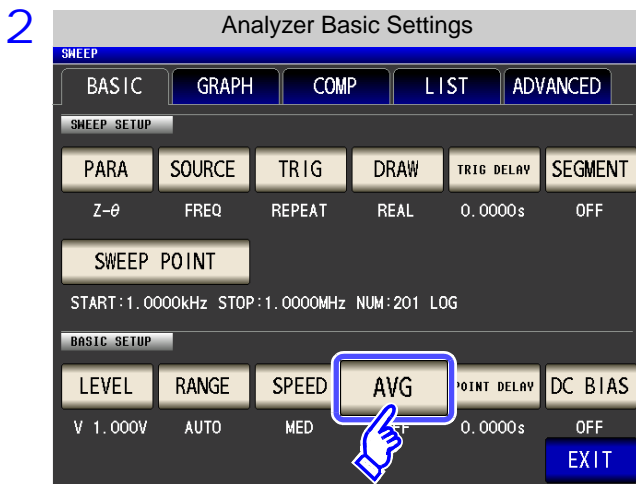 2
Analyzer Basic Settings
SWEEP
BASIC GRAPH COMP LIST ADVANCED
SWEEP SETUP
PARA SOURCE TRIG DRAW TRIG DELAY SEGMENT
Z-θ FREQ REPEAT REAL 0.0000s OFF
SWEEP POINT
START:1.0000kHz STOP:1.0000MHz NUM:201 LOG
BASIC SETUP
LEVEL RANGE SPEED AVG POINT DELAY DC BIAS
V 1.000V AUTO MED 0.0000s OFF
EXIT